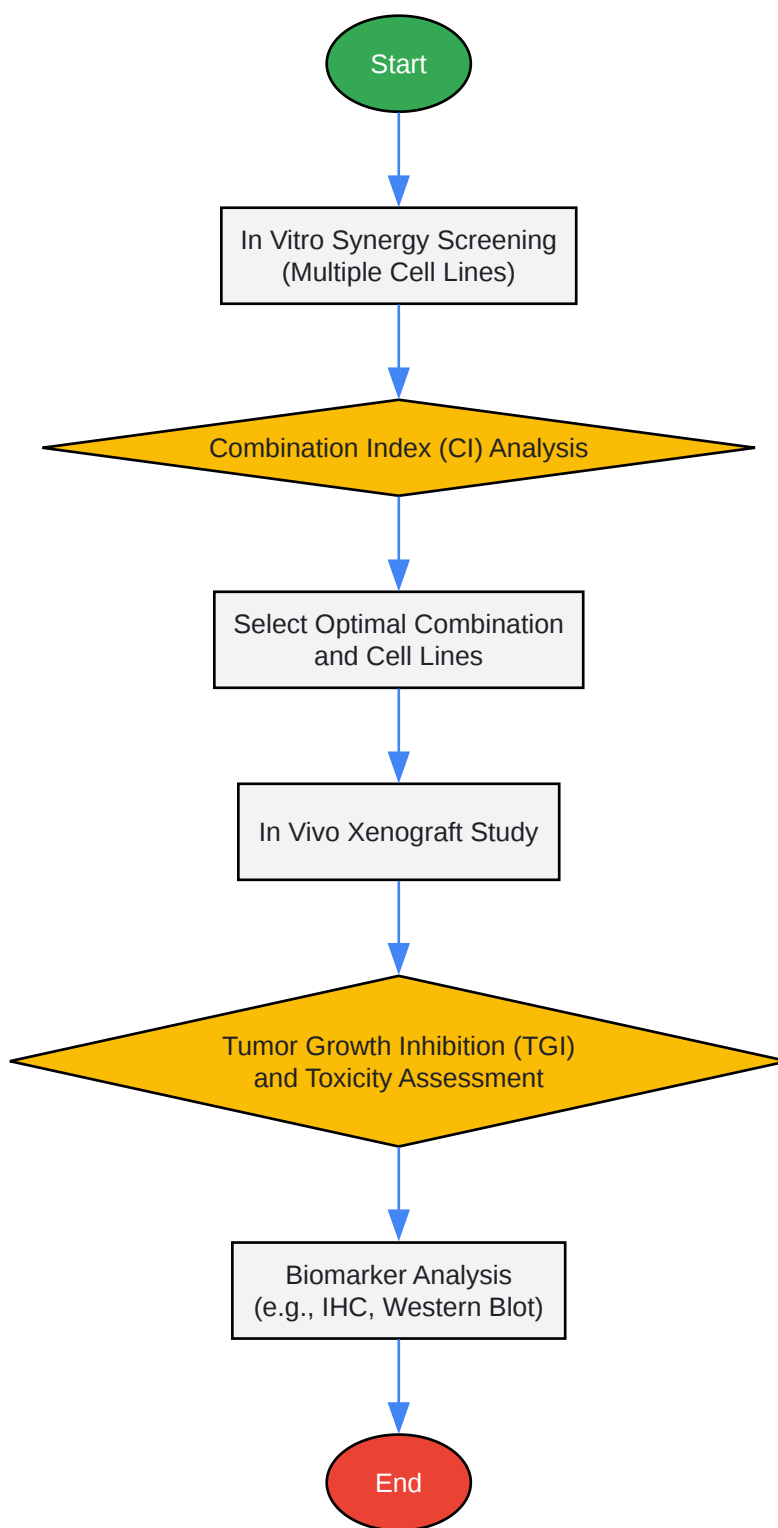 Start
In Vitro Synergy Screening
(Multiple Cell Lines)
Combination Index (CI) Analysis
Select Optimal Combination
and Cell Lines
In Vivo Xenograft Study
Tumor Growth Inhibition (TGI)
and Toxicity Assessment
Biomarker Analysis
(e.g., IHC, Western Blot)
End